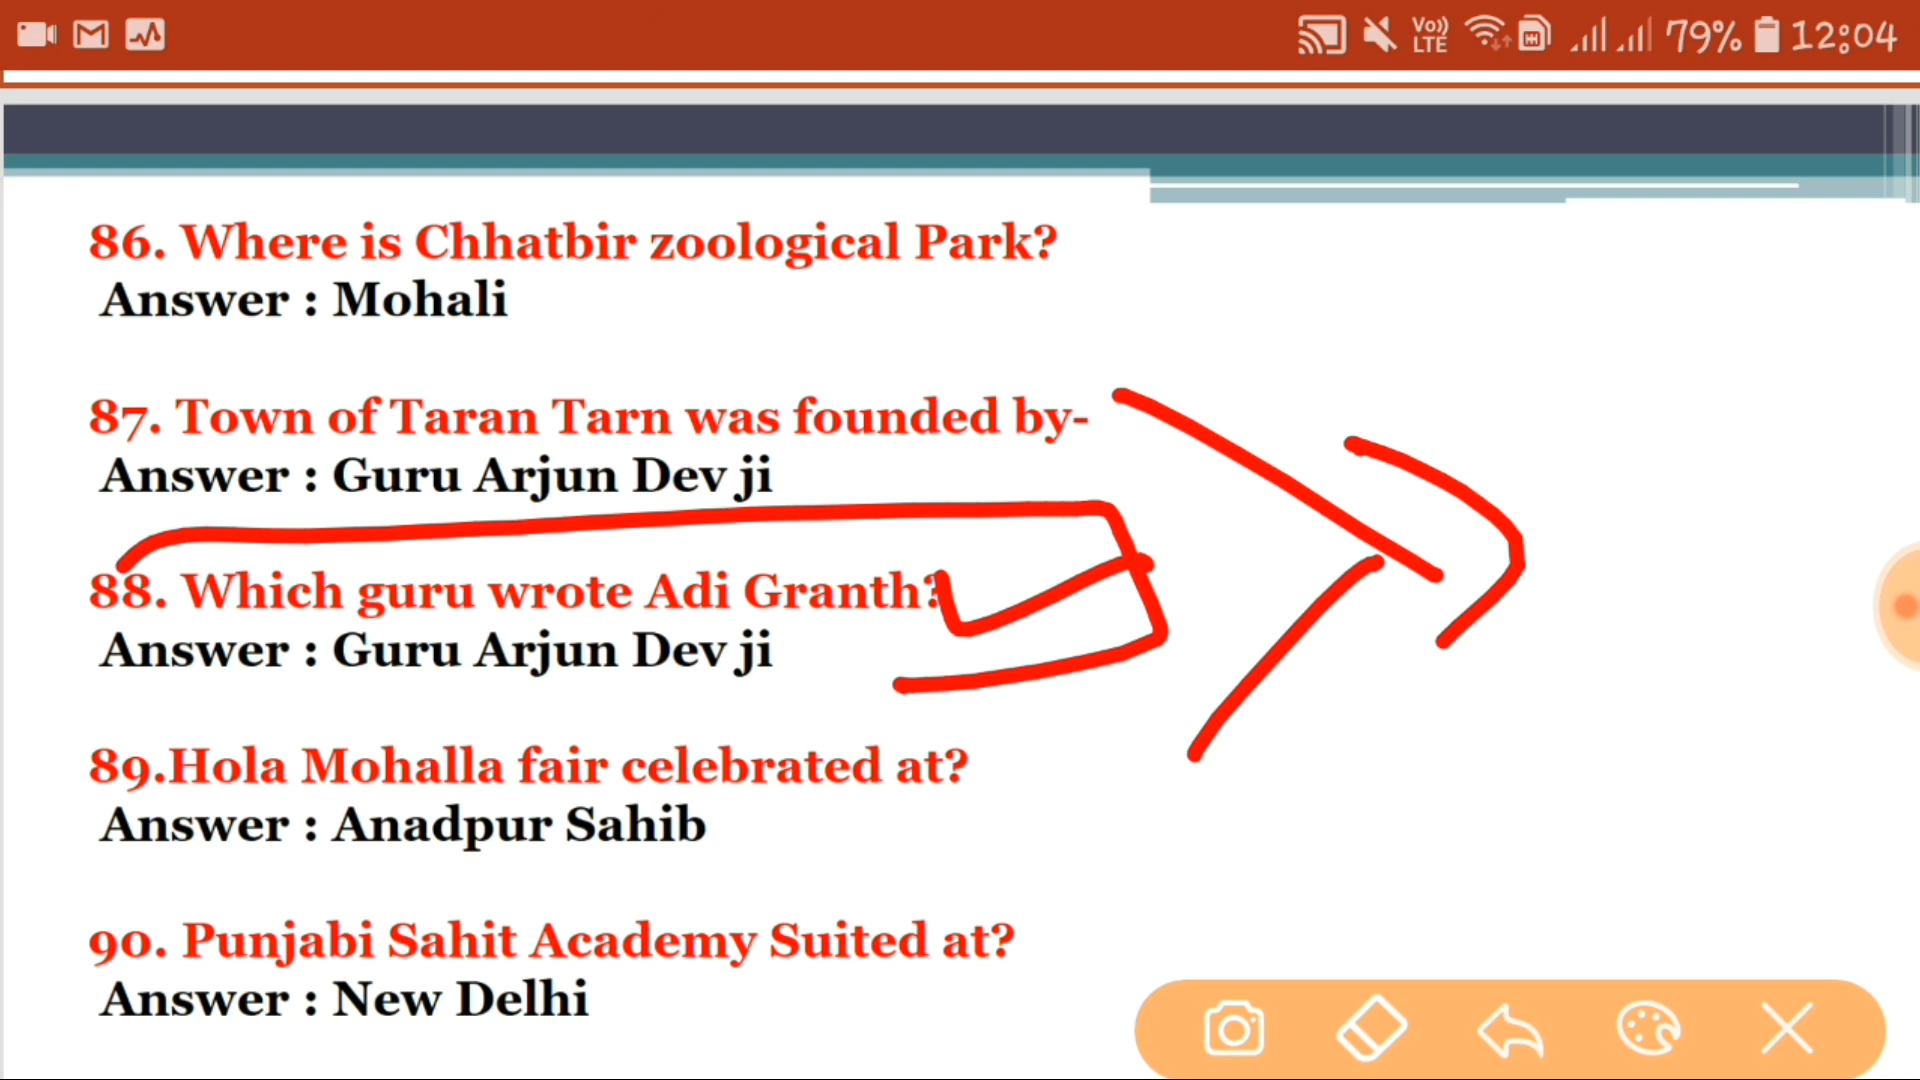 Vo)) LTE 79% 12:04
86. Where is Chhatbir zoological Park?
Answer : Mohali
87. Town of Taran Tarn was founded by-
Answer : Guru Arjun Dev ji
88. Which guru wrote Adi Granth?
Answer : Guru Arjun Dev ji
89.Hola Mohalla fair celebrated at?
Answer : Anadpur Sahib
90. Punjabi Sahit Academy Suited at?
Answer : New Delhi